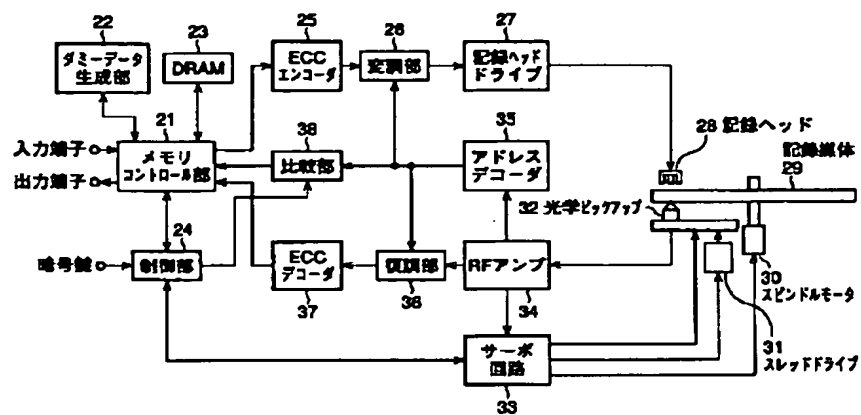 22
ダミーデータ
生成部
23
DRAM
25
ECC
エンコーダ
26
変調部
27
記録ヘッド
ドライブ
21
メモリ
コントロール部
入力端子
出力端子
38
比較部
35
アドレス
デコーダ
28 記録ヘッド
記録媒体
29
32 光学ピックアップ
24
制御部
暗号鍵
ECC
デコーダ
37
復調部
36
RFアンプ
34
30
スピンドルモータ
31
スレッドドライブ
サーボ
回路
33